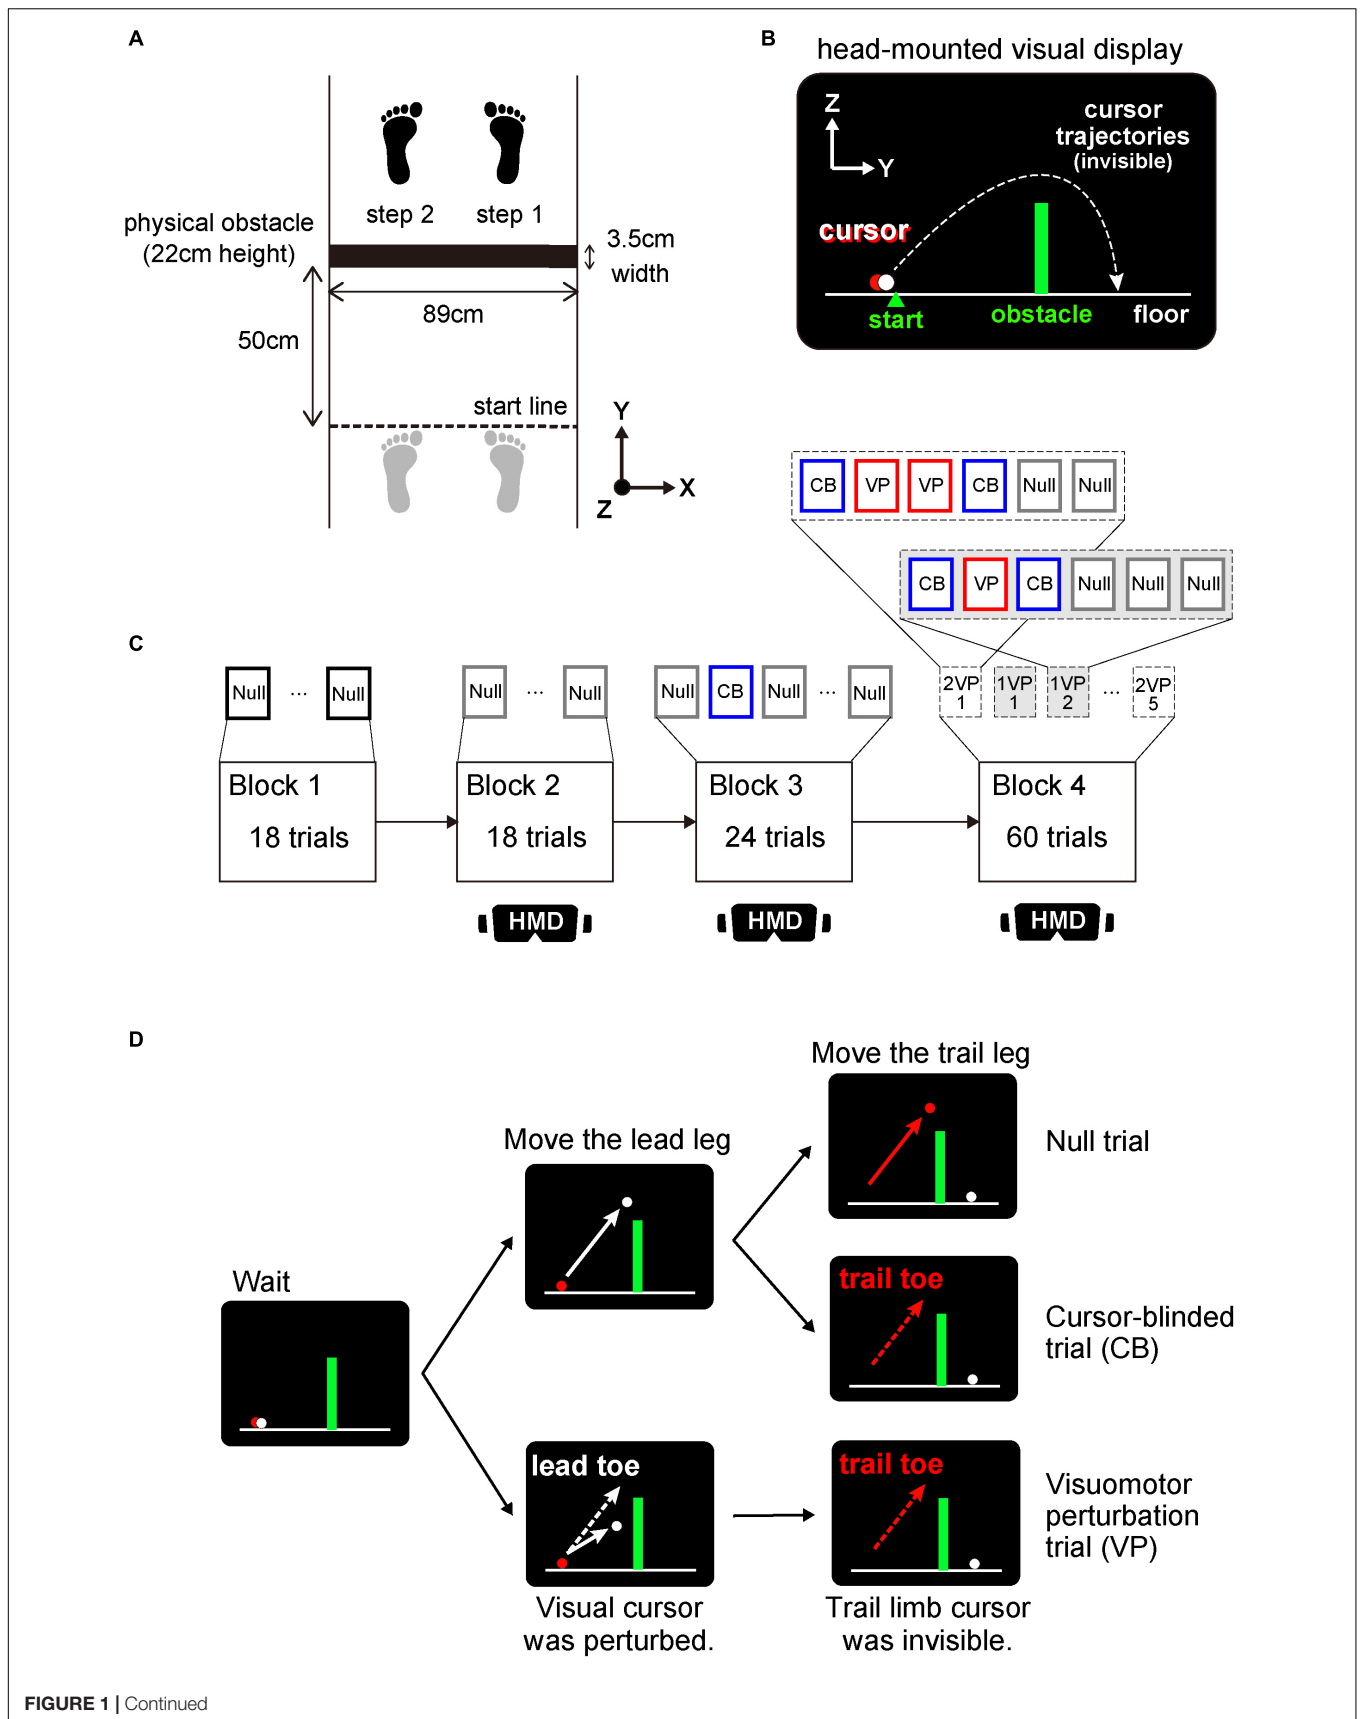 A
step 2
step 1
physical obstacle
(22cm height)
3.5cm
width
89cm
50cm
start line
Y
X
Z
B
head-mounted visual display
Z
Y
cursor
trajectories
(invisible)
cursor
start
obstacle
floor
C
CB VP VP CB Null Null
CB VP CB Null Null Null
Null ... Null
Null ... Null
Null CB Null ... Null
2VP 1VP 1VP ... 2VP
1 1 2 5
Block 1
18 trials
Block 2
18 trials
Block 3
24 trials
Block 4
60 trials
HMD
HMD
HMD
D
Wait
Move the lead leg
Move the trail leg
Null trial
trail toe
Cursor-blinded
trial (CB)
lead toe
Visual cursor
was perturbed.
trail toe
Trail limb cursor
was invisible.
Visuomotor
perturbation
trial (VP)
FIGURE 1 | Continued